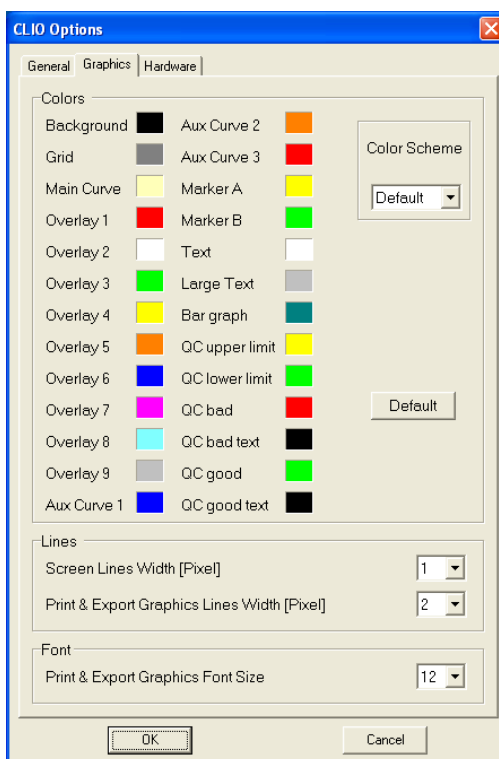 CLIO Options
General Graphics Hardware
Colors
Background Aux Curve 2
Grid Aux Curve 3 Color Scheme
Main Curve Marker A Default
Overlay 1 Marker B
Overlay 2 Text
Overlay 3 Large Text
Overlay 4 Bar graph
Overlay 5 QC upper limit
Overlay 6 QC lower limit
Overlay 7 QC bad Default
Overlay 8 QC bad text
Overlay 9 QC good
Aux Curve 1 QC good text
Lines
Screen Lines Width [Pixel] 1
Print & Export Graphics Lines Width [Pixel] 2
Font
Print & Export Graphics Font Size 12
OK Cancel